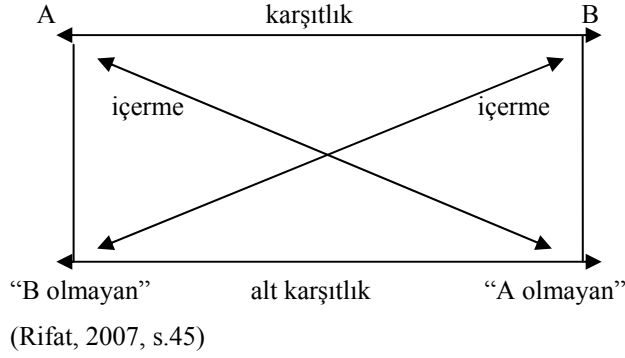 A karşıtlık B
içerme içerme
“B olmayan” alt karşıtlık “A olmayan”
(Rifat, 2007, s.45)